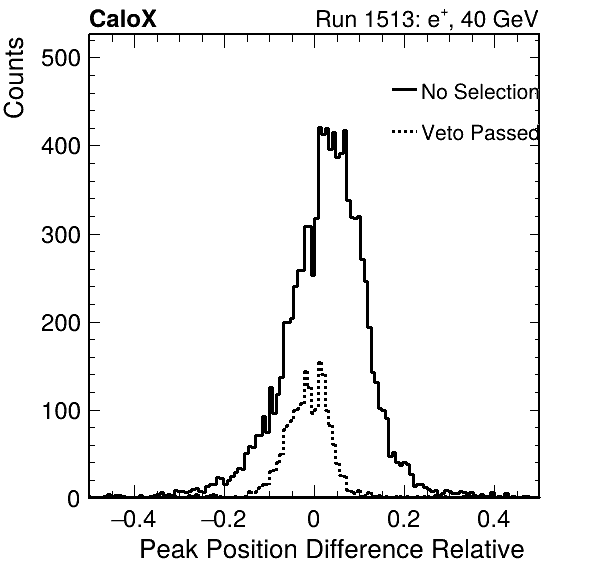 CaloX Run 1513: e+, 40 GeV
Counts
500
400
300
200
100
0
No Selection
Veto Passed
−0.4 −0.2 0 0.2 0.4
Peak Position Difference Relative